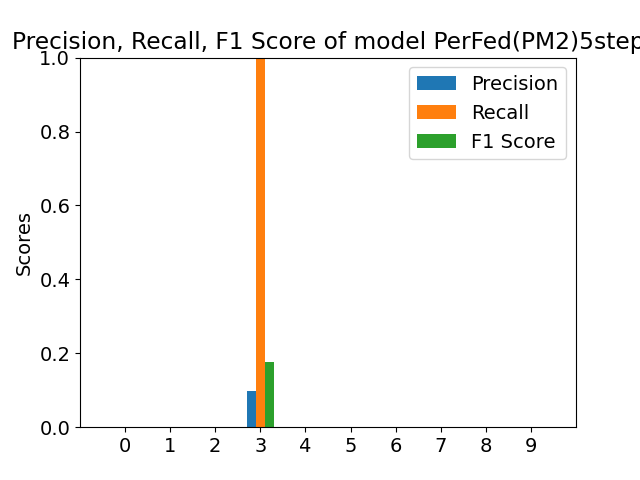 Precision, Recall, F1 Score of model PerFed(PM2)5step
1.0
0.8
0.6
0.4
0.2
0.0
Scores
Precision
Recall
F1 Score
0 1 2 3 4 5 6 7 8 9